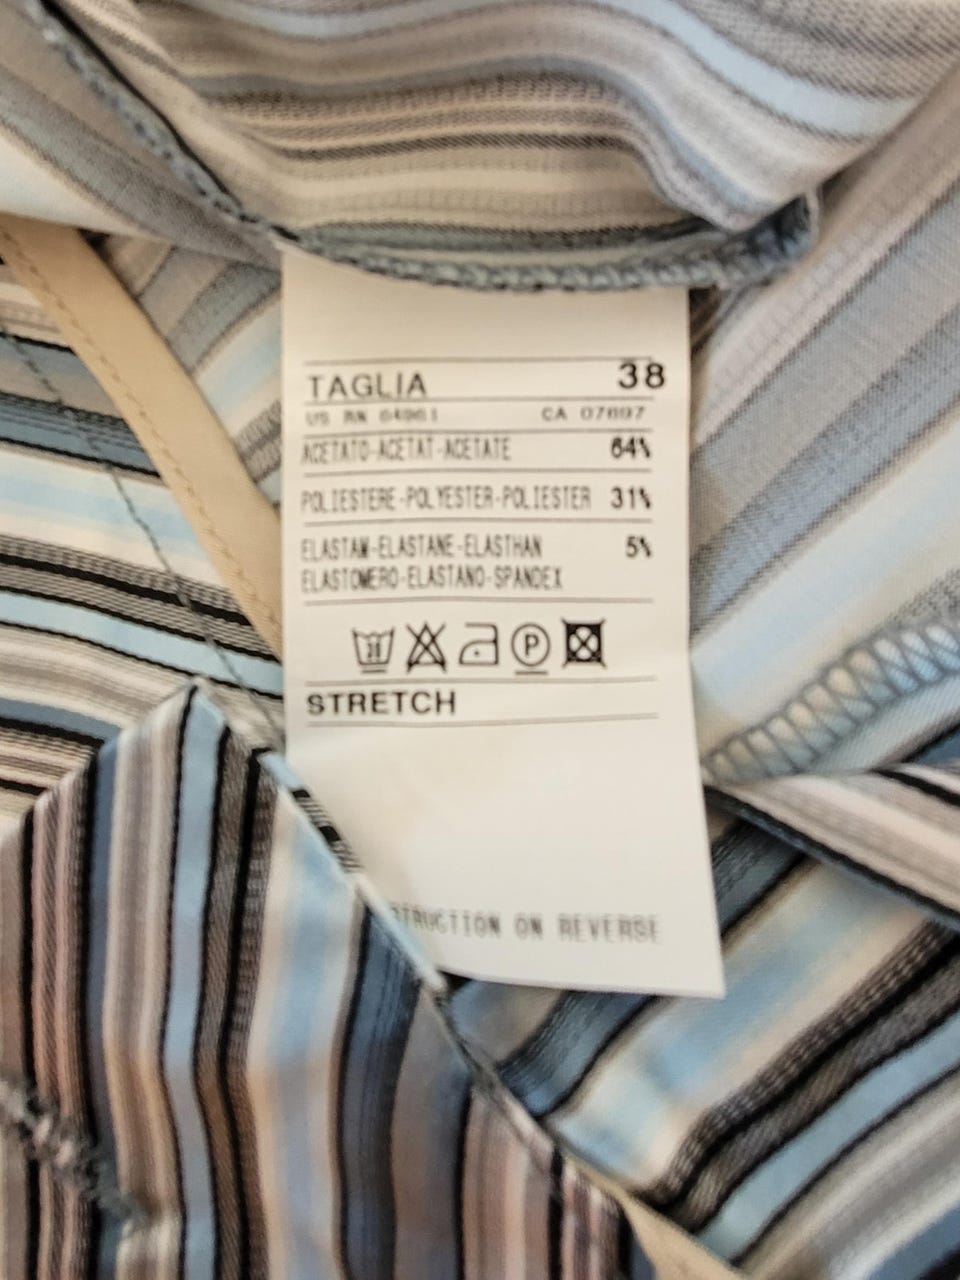 TAGLIA 38
US RN 64961 CA 07697
ACETATO-ACETAT-ACETATE 64%
POLIESTERE-POLYESTER-POLIESTER 31%
ELASTAM-ELASTANE-ELASTHAN 5%
ELASTOMERO-ELASTANO-SPANDEX
P
STRETCH
ON REVERSE